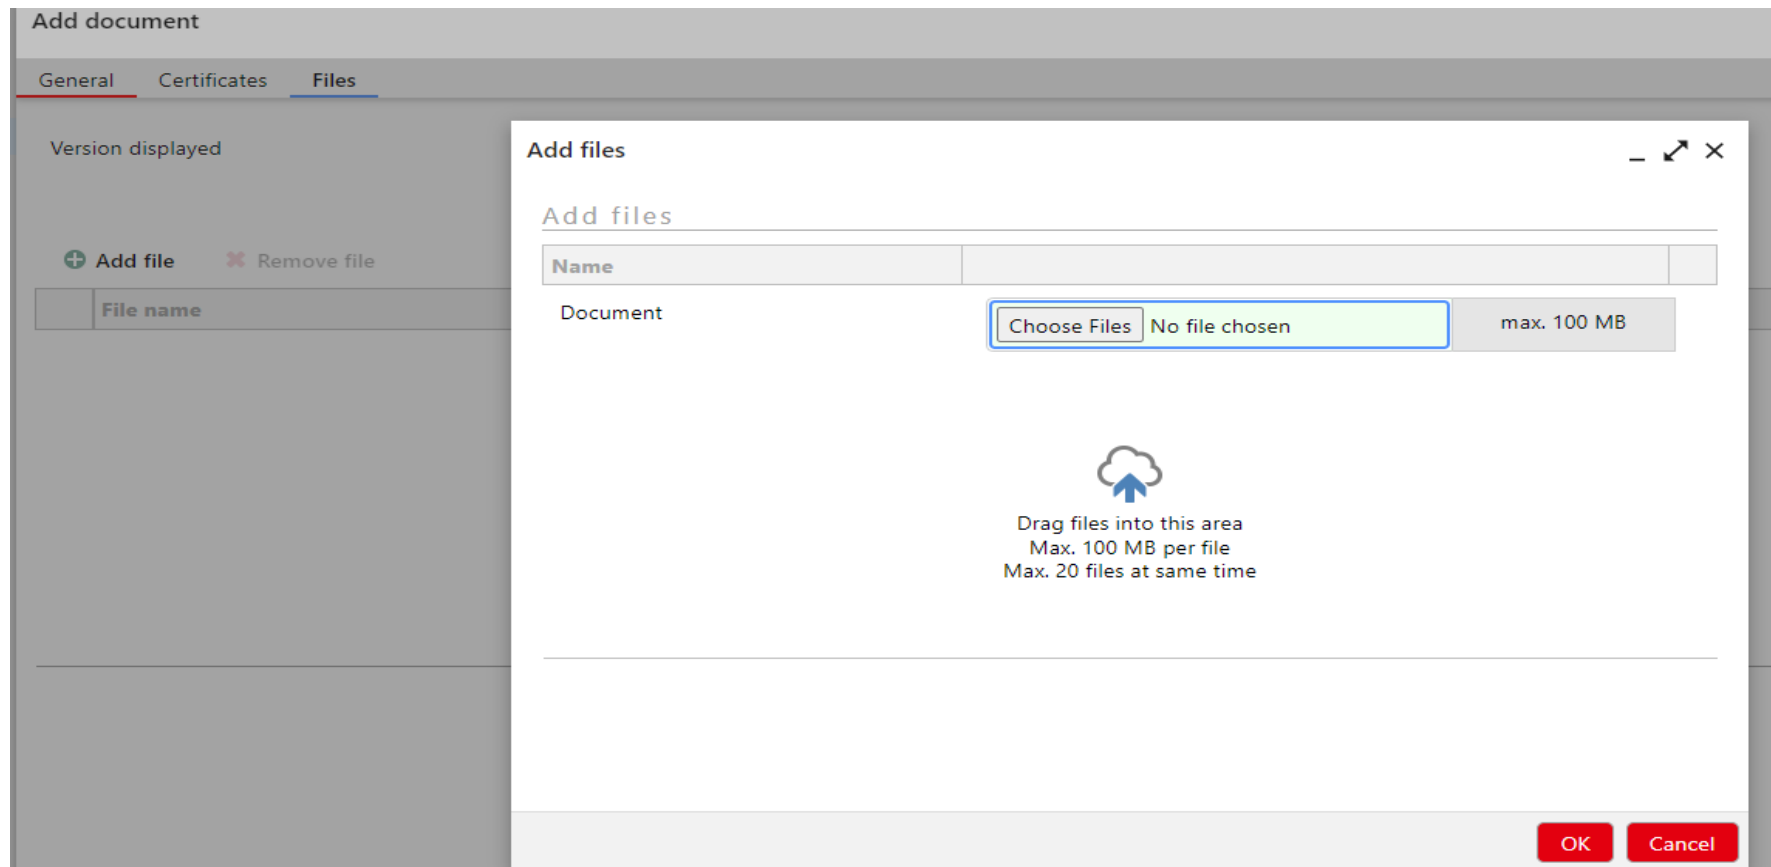 Add document
General Certificates Files
Version displayed
Add file Remove file
File name
Add files
Add files
Name
Document Choose Files No file chosen max. 100 MB
Drag files into this area
Max. 100 MB per file
Max. 20 files at same time
OK Cancel